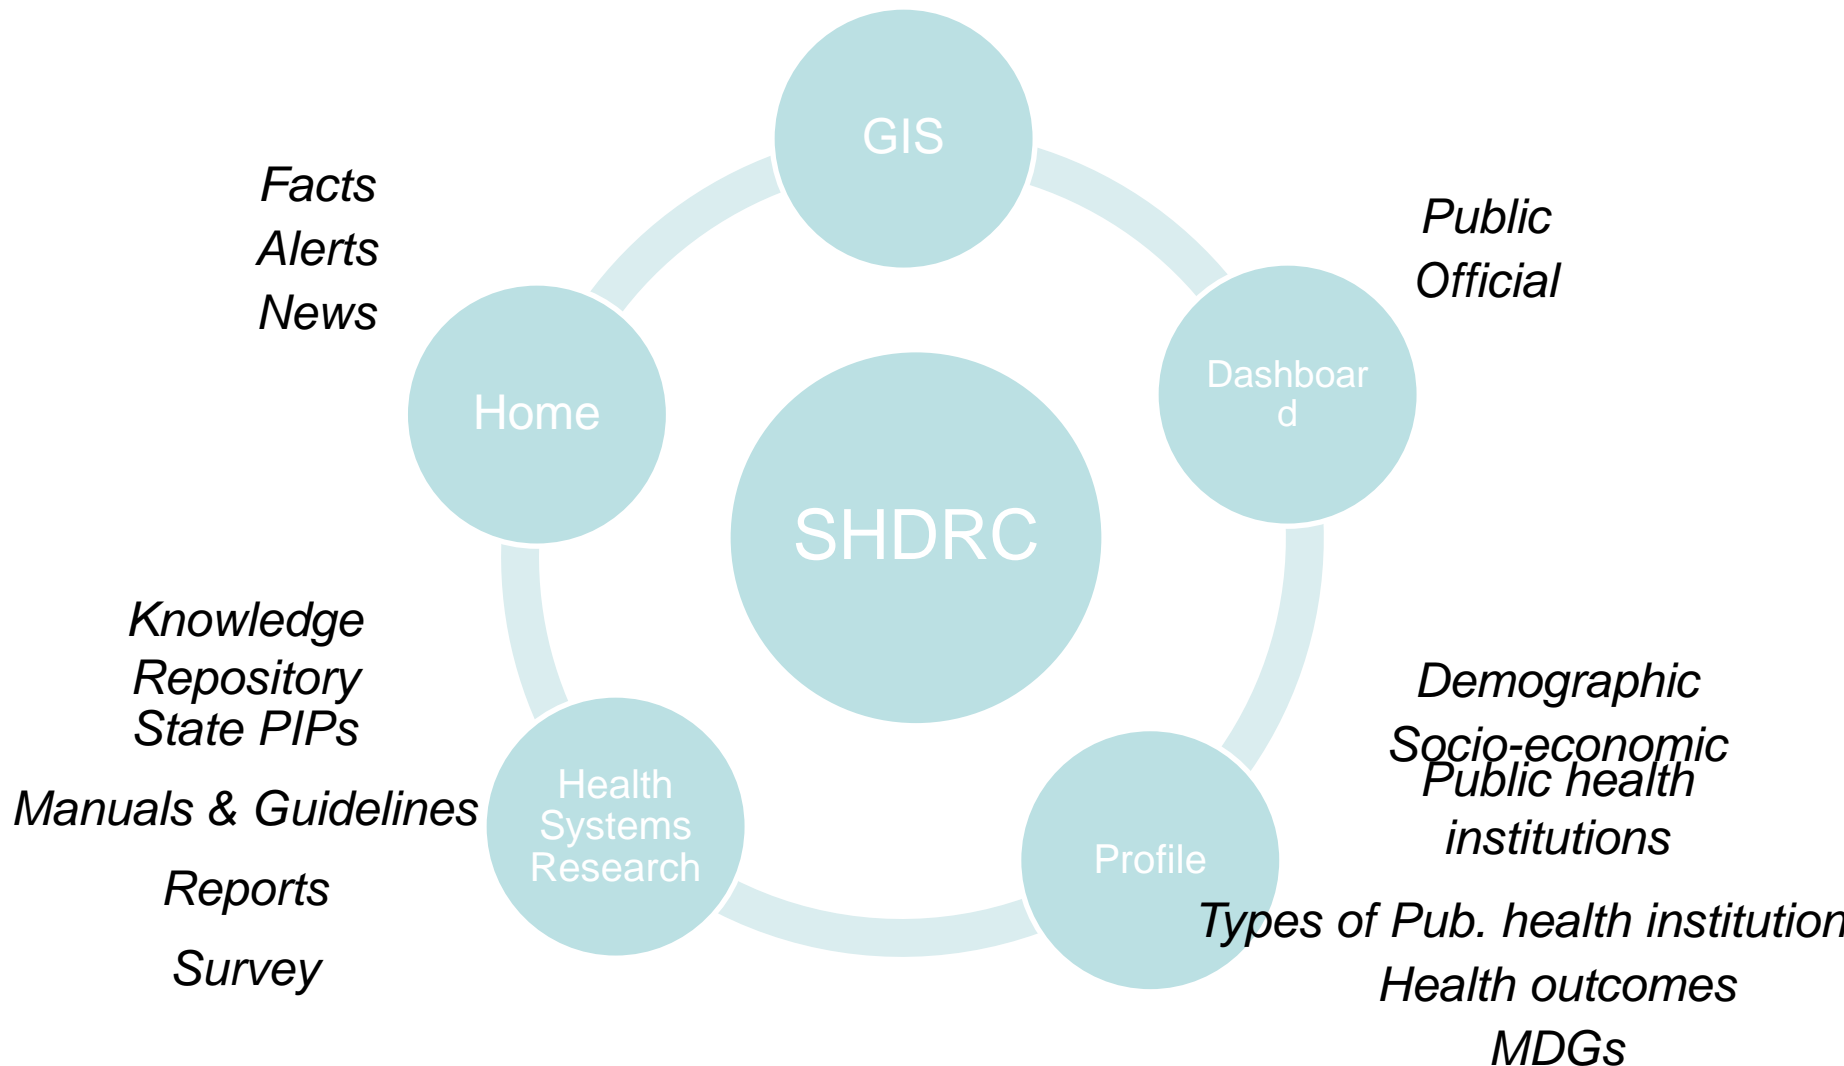 GIS
Facts
Alerts
News
Public
Official
Dashboar
d
Home
SHDRC
Knowledge
Repository
State PIPs
Manuals & Guidelines
Reports
Survey
Health
Systems
Research
Profile
Demographic
Socio-economic
Public health
institutions
Types of Pub. health institution
Health outcomes
MDGs